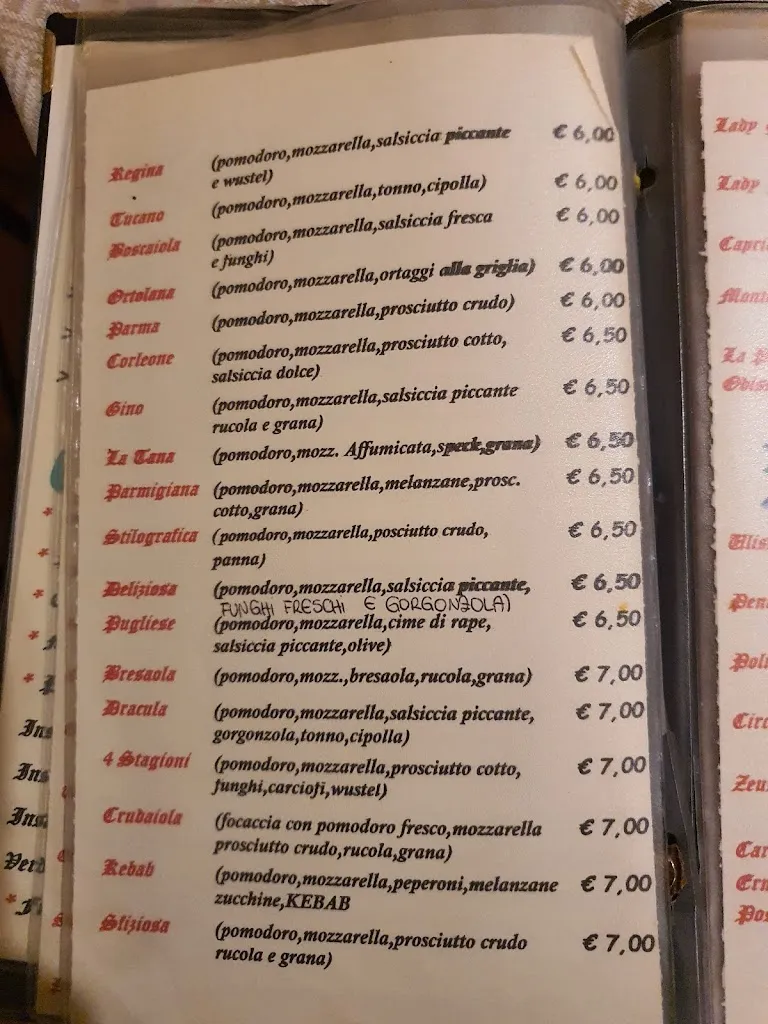 Regina (pomodoro,mozzarella,salsiccia piccante € 6,00
e wustel)
Tucano (pomodoro,mozzarella,tonno,cipolla) € 6,00
Boscaiola (pomodoro,mozzarella,salsiccia fresca € 6,00
e funghi)
Ortolana (pomodoro,mozzarella,ortaggi alla griglia) € 6,00
Parma (pomodoro,mozzarella,prosciutto crudo) € 6,00
Corleone (pomodoro,mozzarella,prosciutto cotto, € 6,50
salsiccia dolce)
Gino (pomodoro,mozzarella,salsiccia piccante € 6,50
rucola e grana)
La Tana (pomodoro,mozz. Affumicata,speck,grana) € 6,50
Parmigiana (pomodoro,mozzarella,melanzane,prosc. € 6,50
cotto,grana)
Stilografica (pomodoro,mozzarella,posciutto crudo, € 6,50
panna)
Deliziosa (pomodoro,mozzarella,salsiccia piccante, € 6,50
FUNGHI FRESCHI E GORGONZOLA)
Pugliese (pomodoro,mozzarella,cime di rape, € 6,50
salsiccia piccante,olive)
Bresaola (pomodoro,mozz.,bresaola,rucola,grana) € 7,00
Dracula (pomodoro,mozzarella,salsiccia piccante, € 7,00
gorgonzola,tonno,cipolla)
4 Stagioni (pomodoro,mozzarella,prosciutto cotto, € 7,00
funghi,carciofi,wustel)
Crudaiola (focaccia con pomodoro fresco,mozzarella € 7,00
prosciutto crudo,rucola,grana)
Kebab (pomodoro,mozzarella,peperoni,melanzane € 7,00
zucchine,KEBAB
Sfiziosa (pomodoro,mozzarella,prosciutto crudo € 7,00
rucola e grana)
Lady
Lady